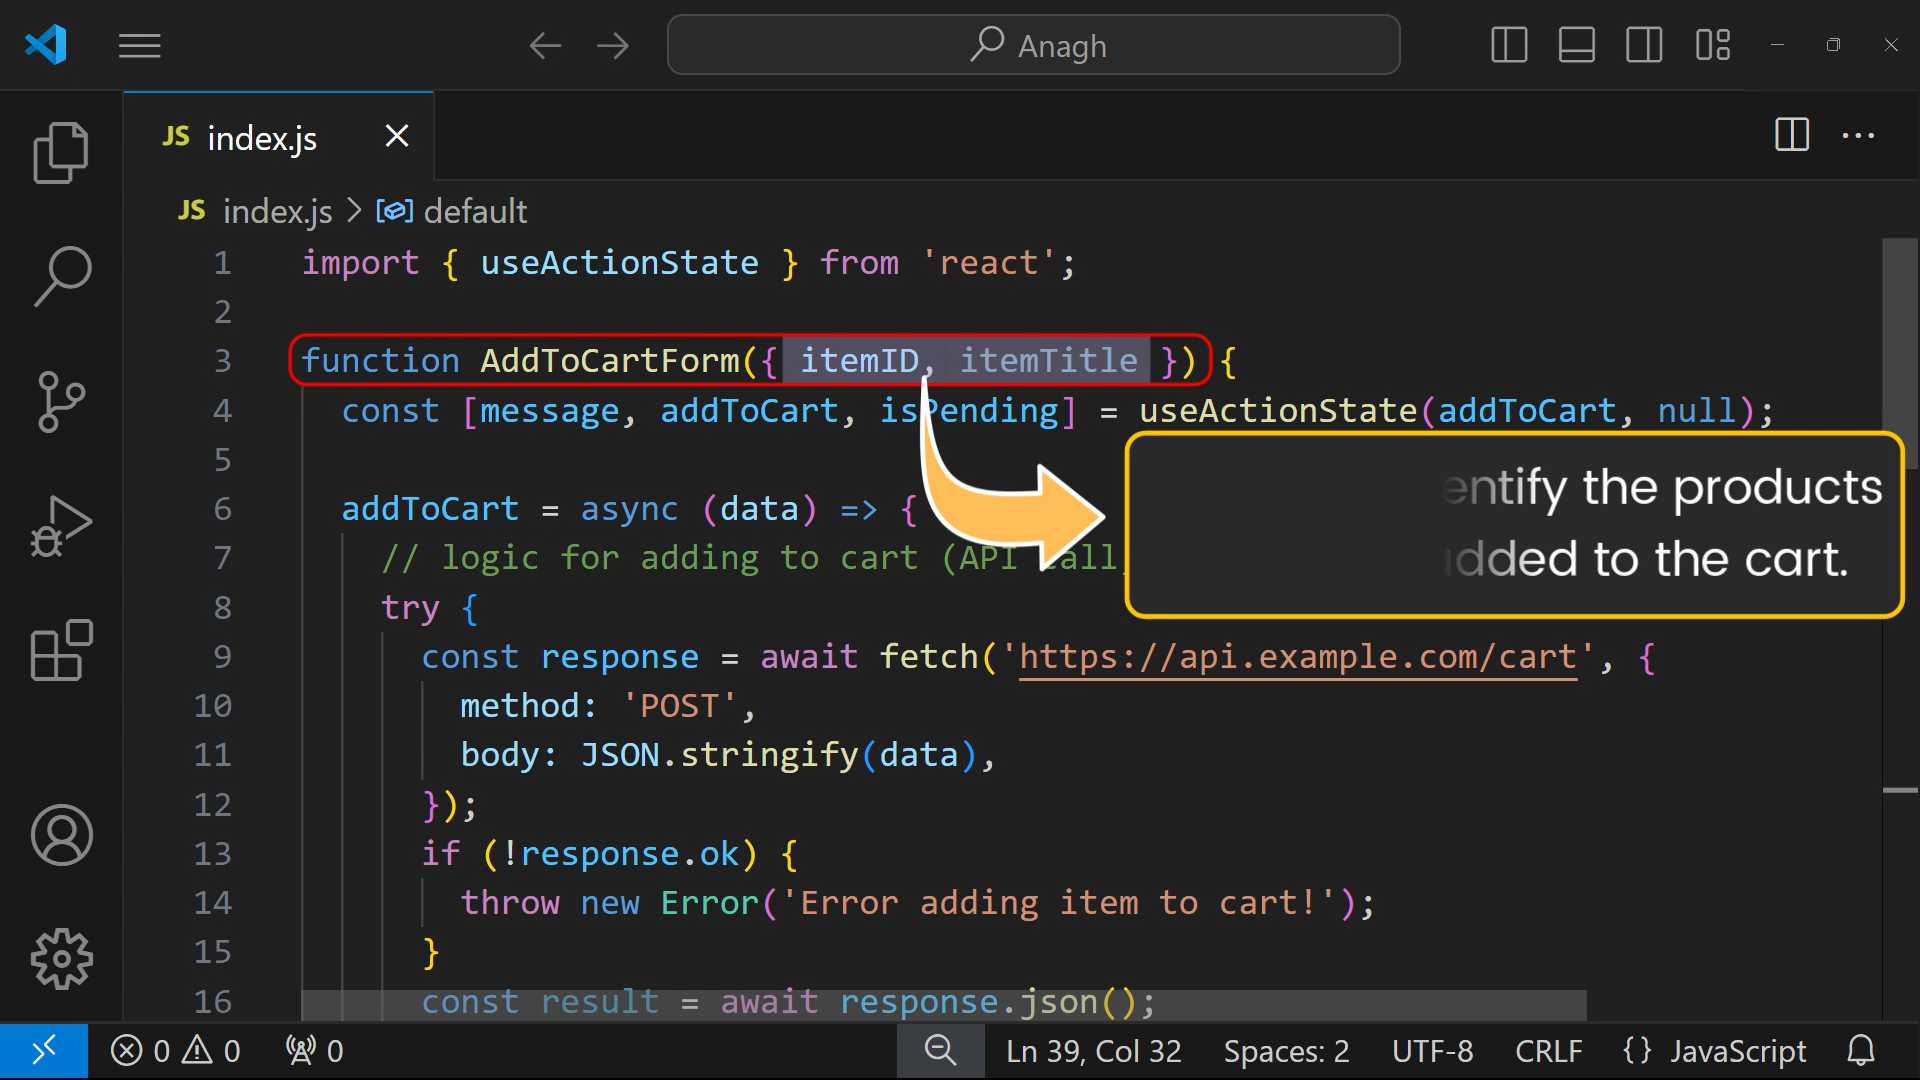 Anagh
JS index.js
JS index.js > default
1 import { useActionState } from 'react';
2
3 function AddToCartForm({ itemID, itemTitle }) {
4 const [message, addToCart, isPending] = useActionState(addToCart, null);
5
6 addToCart = async (data) => {
7 // logic for adding to cart (API call
8 try {
9 const response = await fetch('https://api.example.com/cart', {
10 method: 'POST',
11 body: JSON.stringify(data),
12 });
13 if (!response.ok) {
14 throw new Error('Error adding item to cart!');
15 }
16 const result = await response.json();
the products
to the cart.
0 0 0 Ln 39, Col 32 Spaces: 2 UTF-8 CRLF {} JavaScript